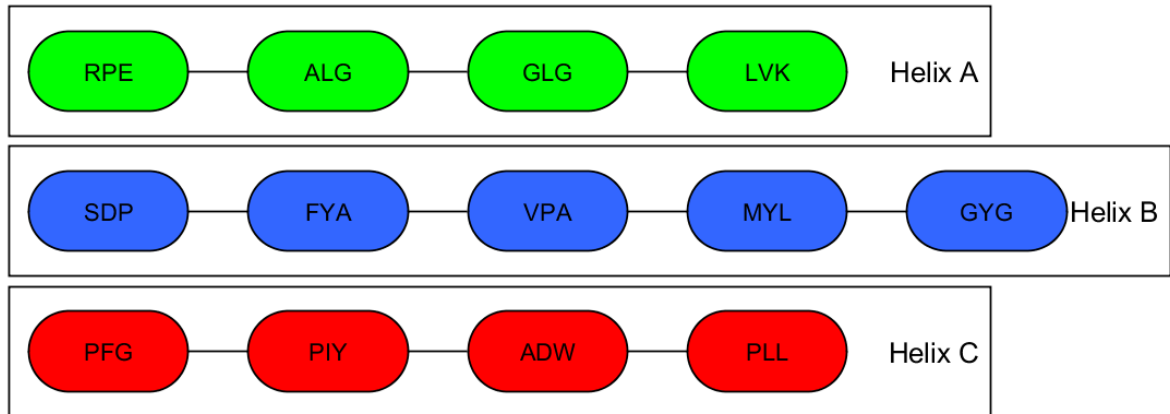 RPE ALG GLG LVK Helix A
SDP FYA VPA MYL GYG Helix B
PFG PIY ADW PLL Helix C